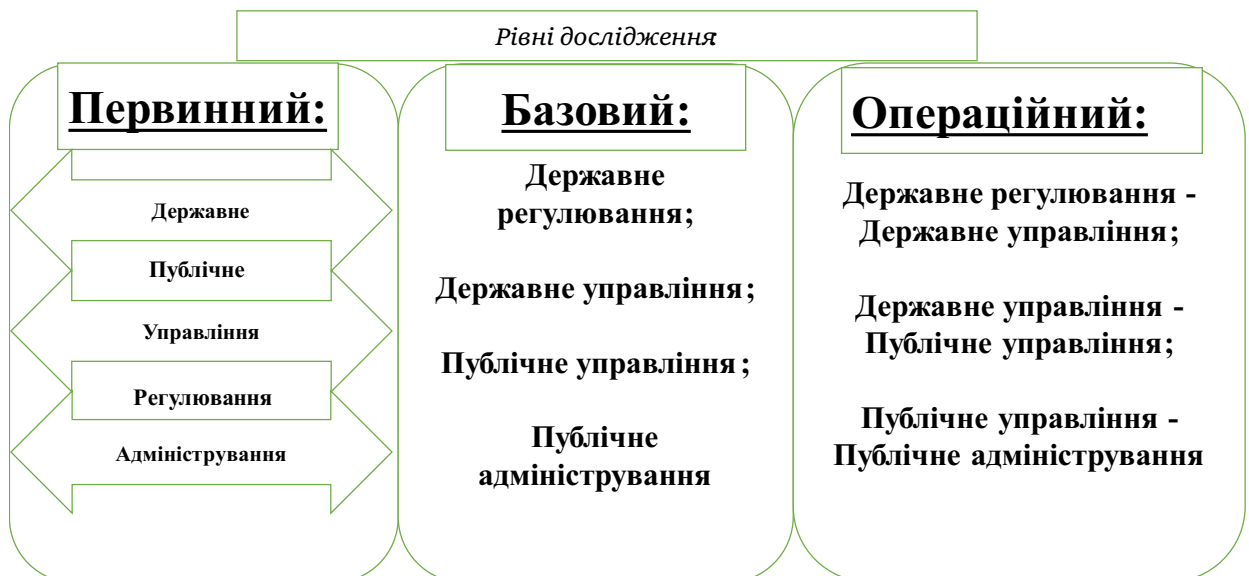 Рівні дослідження:
Первинний:
Державне
Публічне
Управління
Регулювання
Адміністрування
Базовий:
Державне
регулювання;
Державне управління;
Публічне управління;
Публічне
адміністрування
Операційний:
Державне регулювання -
Державне управління;
Державне управління -
Публічне управління;
Публічне управління -
Публічне адміністрування